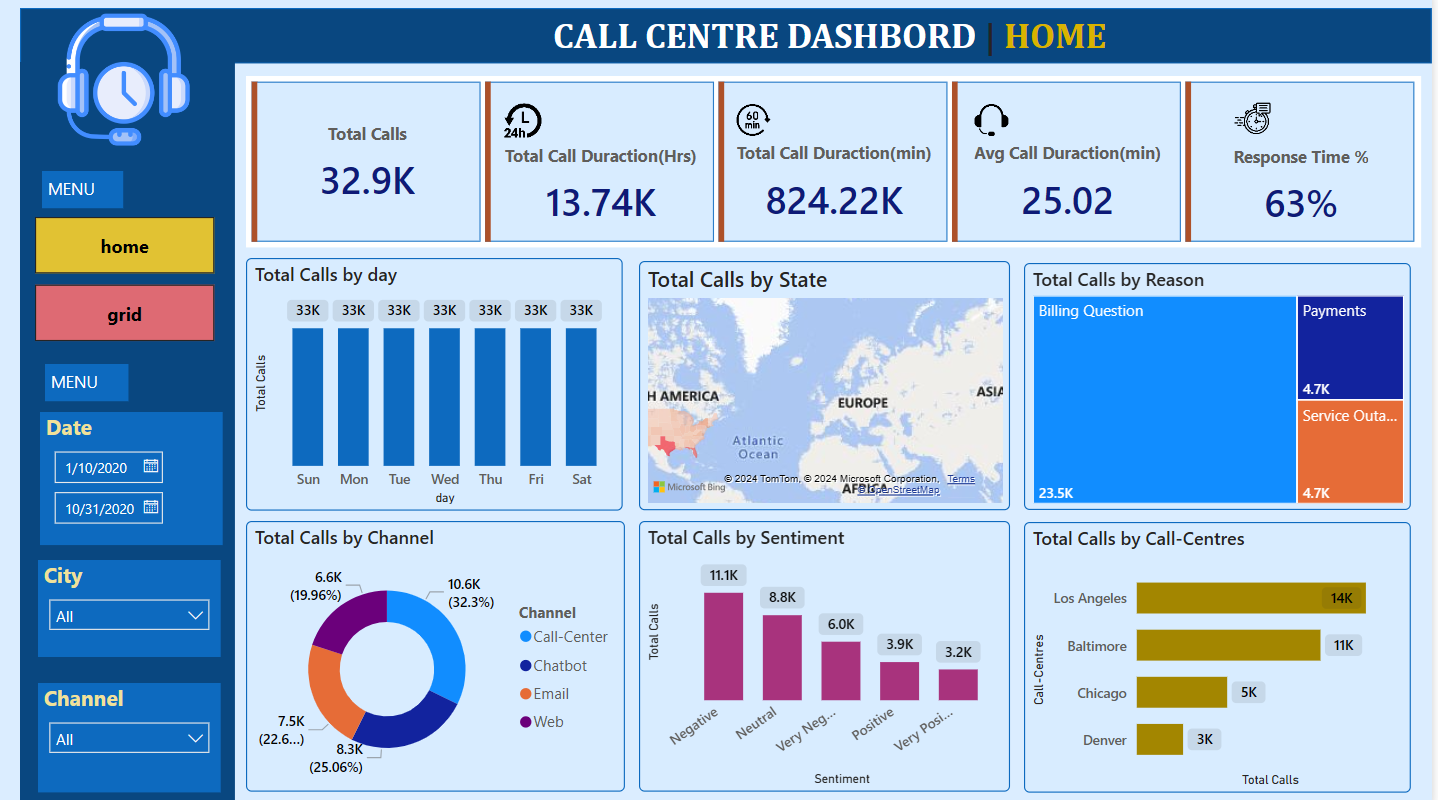 CALL CENTRE DASHBORD | HOME
MENU
home
grid
MENU
Date
1/10/2020
10/31/2020
City
All
Channel
All
Total Calls
32.9K
24h
Total Call Duraction(Hrs)
13.74K
60
min
Total Call Duraction(min)
824.22K
Avg Call Duraction(min)
25.02
Response Time %
63%
Total Calls by day
33K 33K 33K 33K 33K 33K 33K
Total Calls
Sun Mon Tue Wed Thu Fri Sat
day
Total Calls by State
H AMERICA
EUROPE
ASIA
Atlantic
Ocean
AFRICA
© 2024 TomTom, © 2024 Microsoft Corporation, Terms
Microsoft Bing
© OpenStreetMap
Total Calls by Reason
Billing Question
23.5K
Payments
4.7K
Service Outa...
4.7K
Total Calls by Channel
6.6K
(19.96%)
10.6K
(32.3%)
7.5K
(22.6...)
8.3K
(25.06%)
Channel
Call-Center
Chatbot
Email
Web
Total Calls by Sentiment
Total Calls
11.1K
8.8K
6.0K
3.9K
3.2K
Negative
Neutral
Very Neg...
Positive
Very Posi...
Sentiment
Total Calls by Call-Centres
Call-Centres
Los Angeles 14K
Baltimore 11K
Chicago 5K
Denver 3K
Total Calls